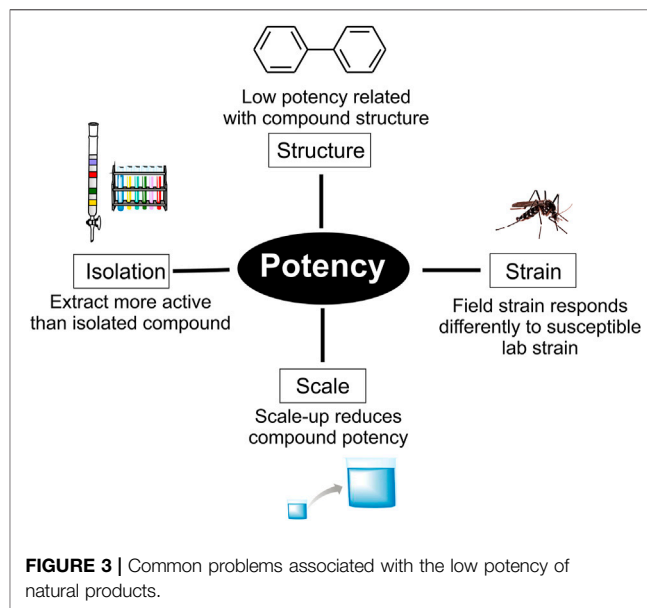 Low potency related
with compound structure
Structure
Isolation
Extract more active
than isolated compound
Potency
Strain
Field strain responds
differently to susceptible
lab strain
Scale
Scale-up reduces
compound potency
FIGURE 3 | Common problems associated with the low potency of
natural products.